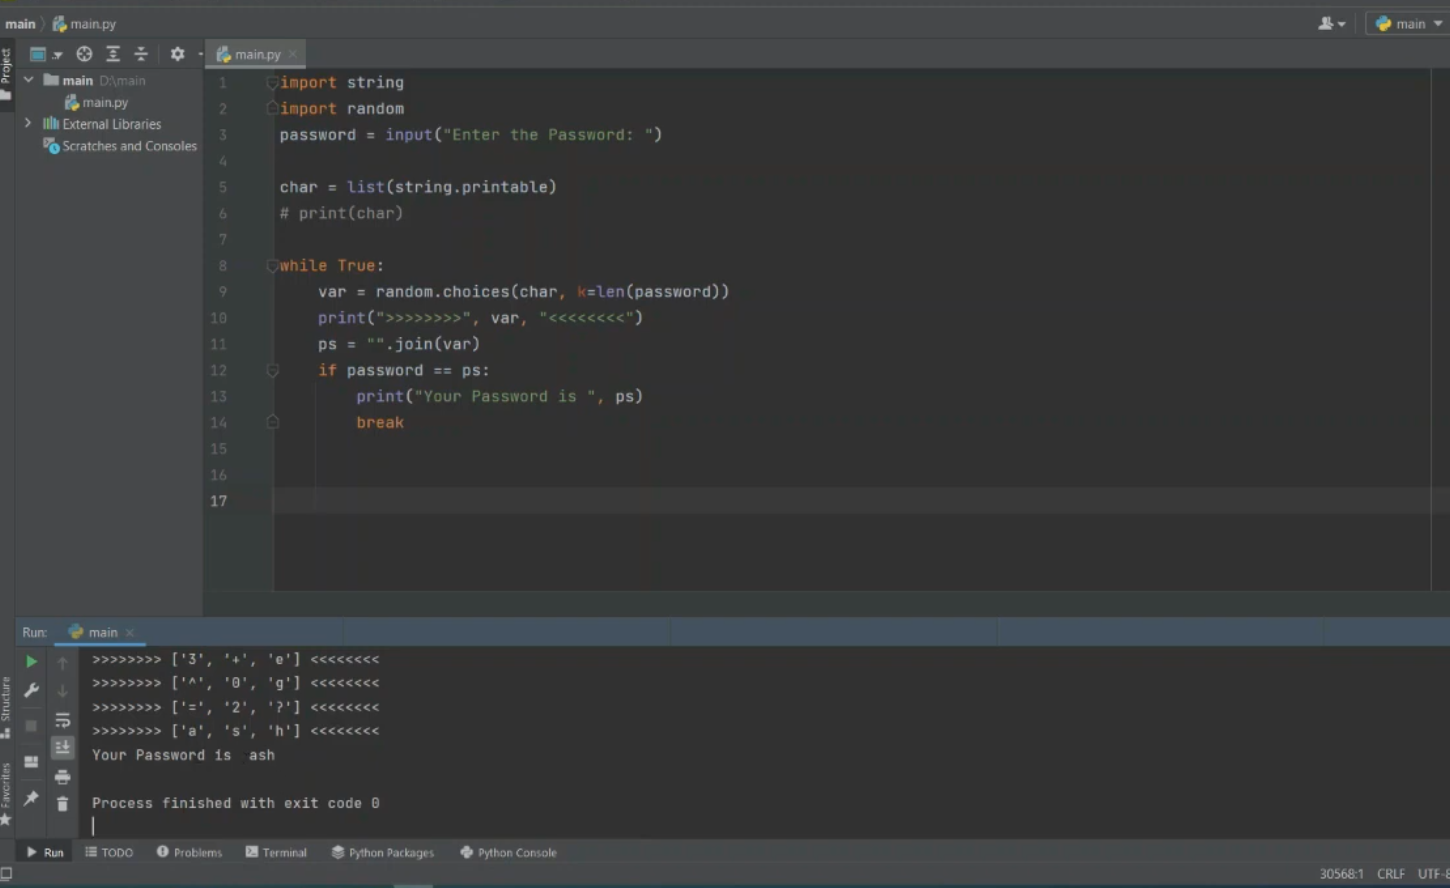 main main.py
main
Project
main.py
main D:\main
main.py
External Libraries
Scratches and Consoles
1 import string
2 import random
3 password = input("Enter the Password: ")
4
5 char = list(string.printable)
6 # print(char)
7
8 while True:
9 var = random.choices(char, k=len(password))
10 print(">>>>>>>>", var, "<<<<<<<<")
11 ps = "".join(var)
12 if password == ps:
13 print("Your Password is ", ps)
14 break
15
16
17
Run: main
>>>>>>>> ['3', '+', 'e'] <<<<<<<<
>>>>>>>> ['^', '0', 'g'] <<<<<<<<
>>>>>>>> ['=', '2', '?'] <<<<<<<<
>>>>>>>> ['a', 's', 'h'] <<<<<<<<
Your Password is  ash
Process finished with exit code 0
Structure
Favorites
Run TODO Problems Terminal Python Packages Python Console
30568:1 CRLF UTF-8